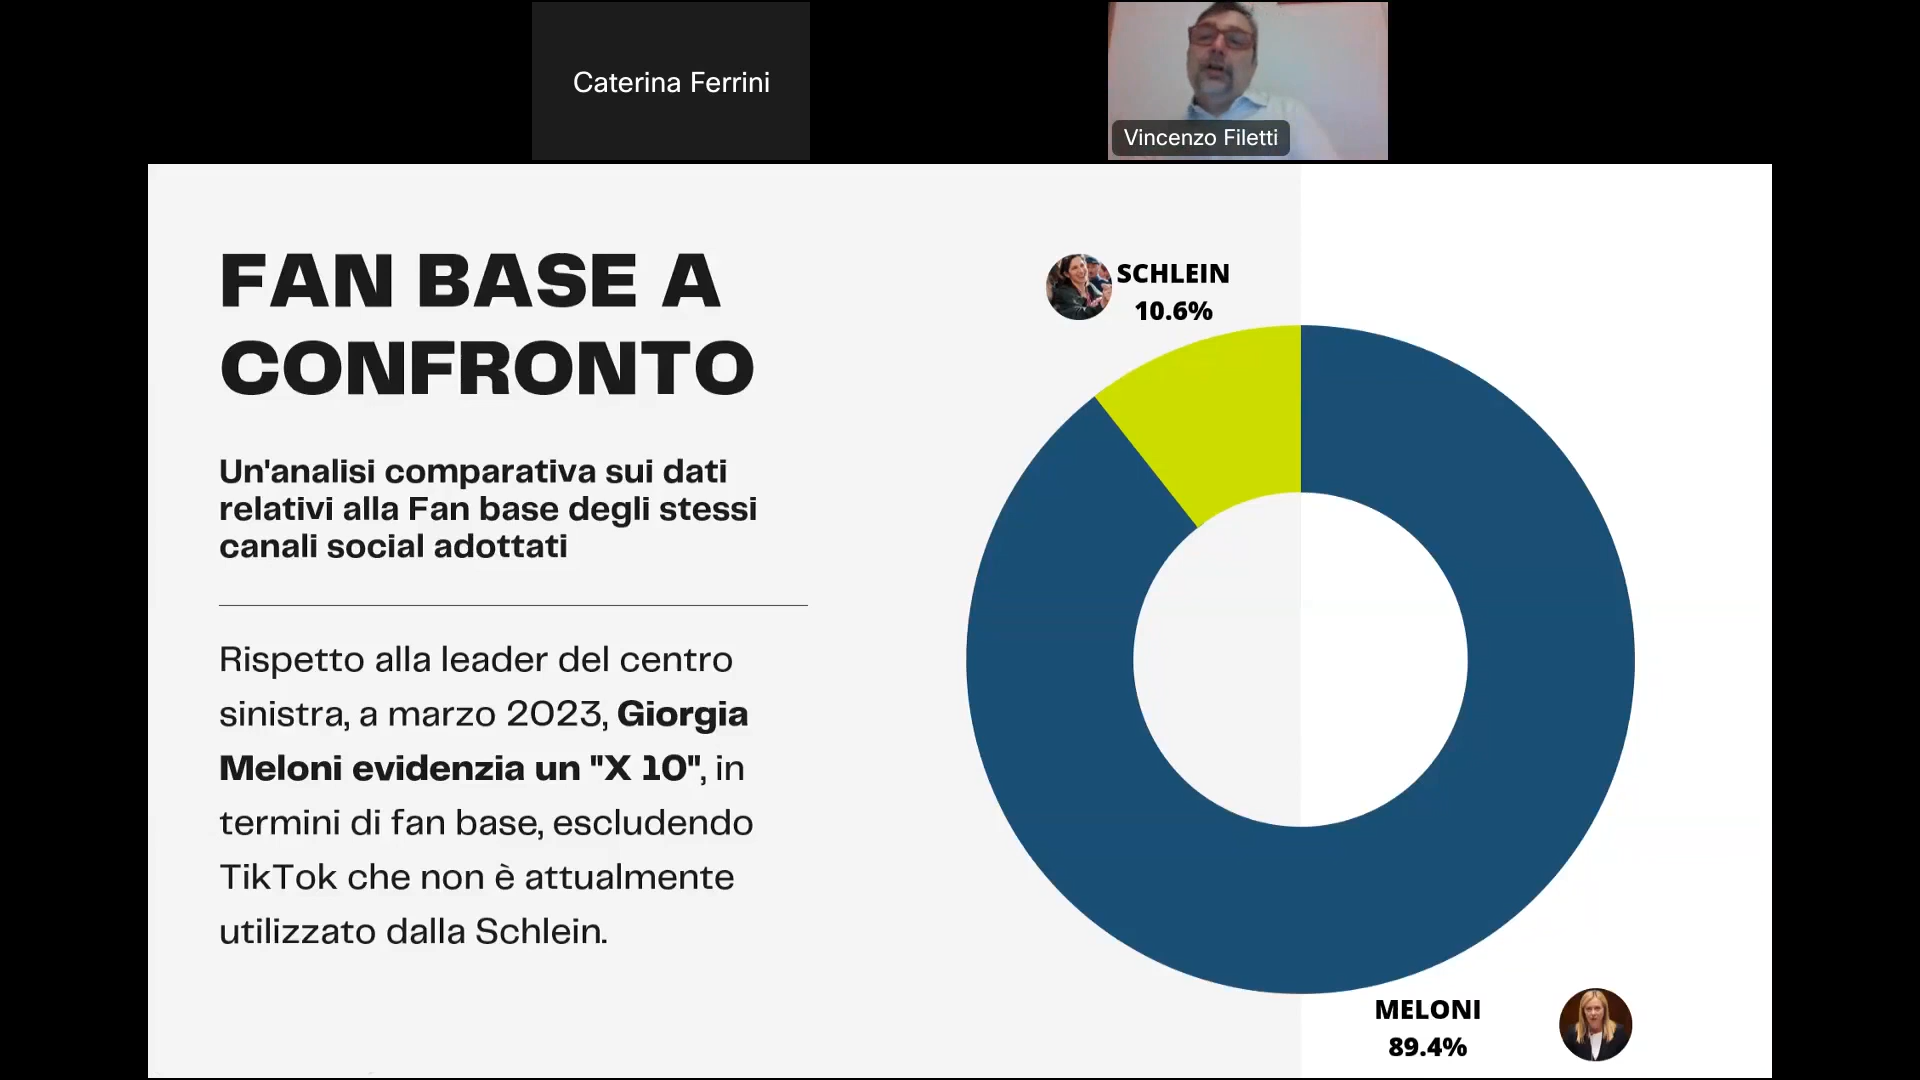 Caterina Ferrini
Vincenzo Filetti
FAN BASE A
CONFRONTO
Un'analisi comparativa sui dati
relativi alla Fan base degli stessi
canali social adottati
Rispetto alla leader del centro
sinistra, a marzo 2023, Giorgia
Meloni evidenzia un "X 10", in
termini di fan base, escludendo
TikTok che non è attualmente
utilizzato dalla Schlein.
SCHLEIN
10.6%
MELONI
89.4%